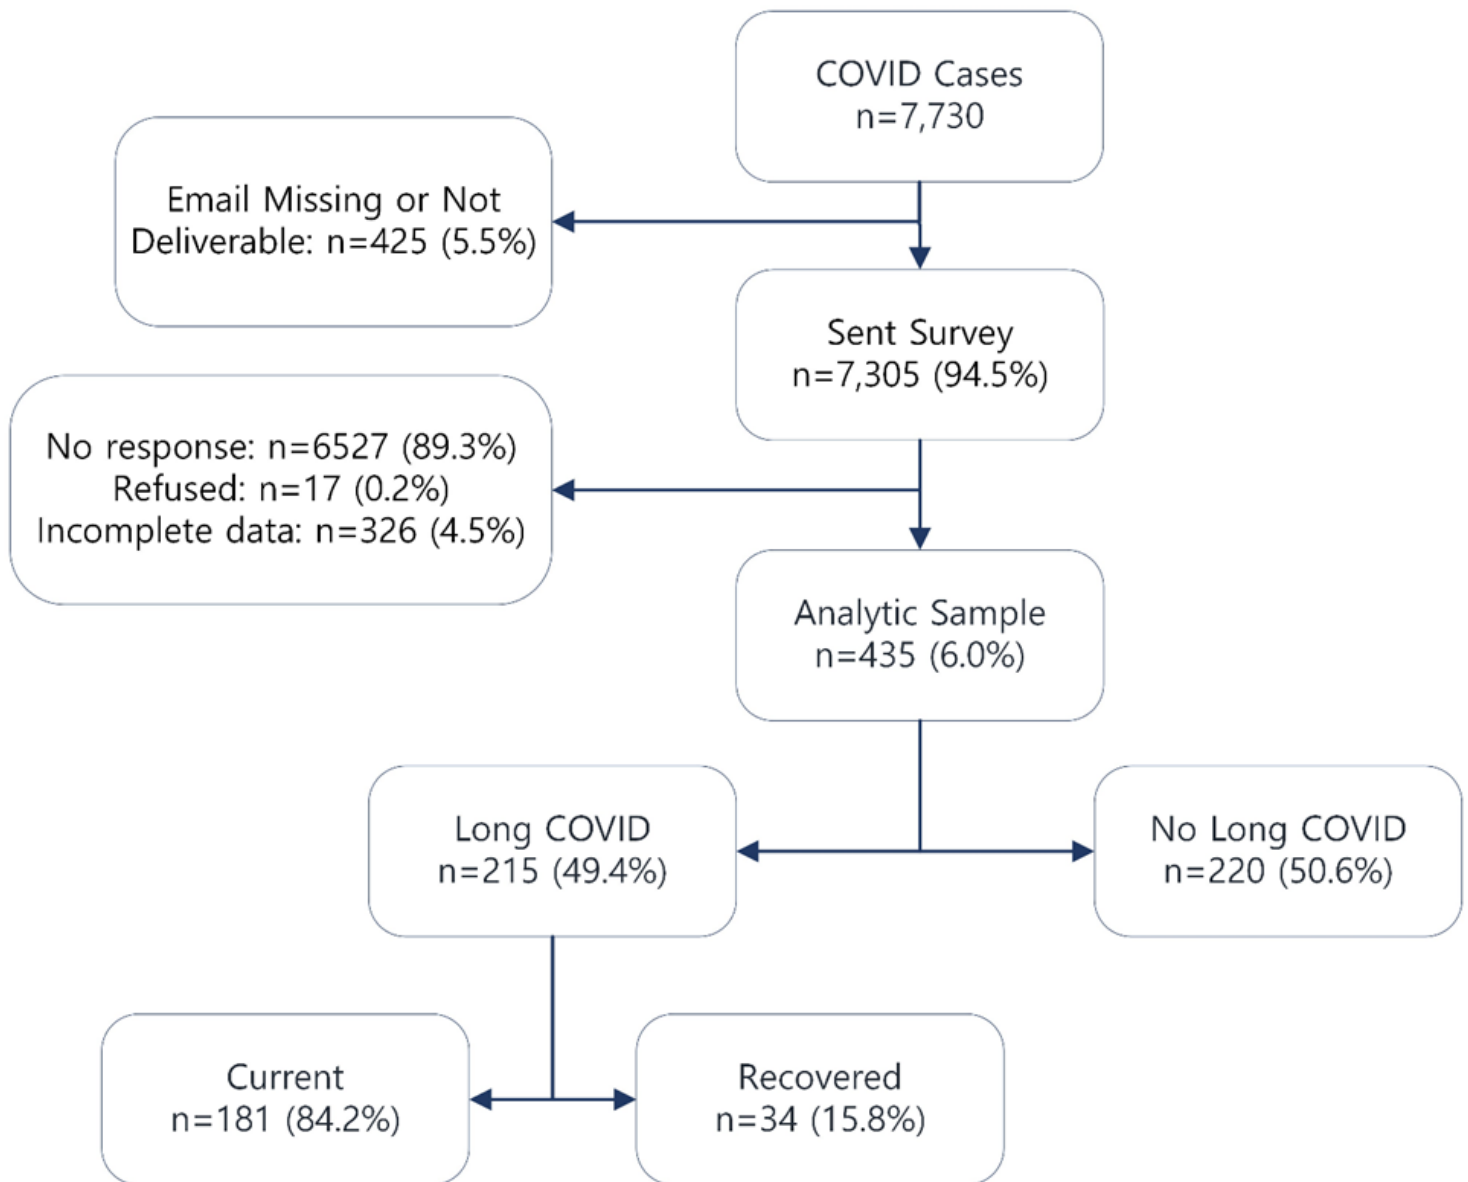 COVID Cases
n=7,730
Email Missing or Not
Deliverable: n=425 (5.5%)
Sent Survey
n=7,305 (94.5%)
No response: n=6527 (89.3%)
Refused: n=17 (0.2%)
Incomplete data: n=326 (4.5%)
Analytic Sample
n=435 (6.0%)
Long COVID
n=215 (49.4%)
No Long COVID
n=220 (50.6%)
Current
n=181 (84.2%)
Recovered
n=34 (15.8%)